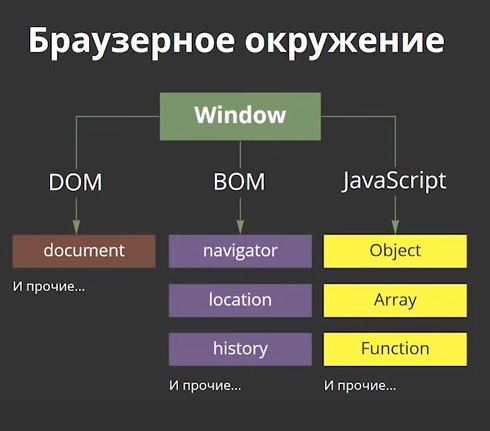 Браузерное окружение
Window
DOM
BOM
JavaScript
document
navigator
Object
И прочие...
location
Array
history
Function
И прочие...
И прочие...